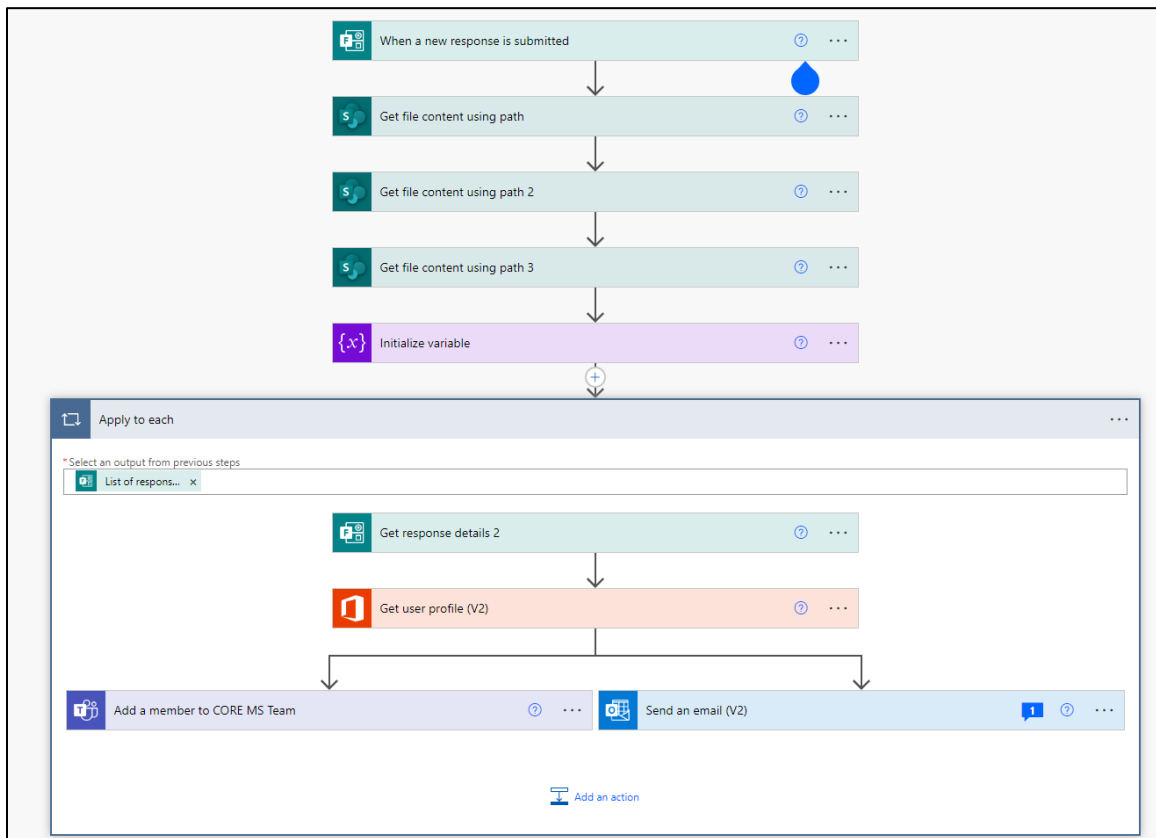 When a new response is submitted
Get file content using path
Get file content using path 2
Get file content using path 3
{x} Initialize variable
Apply to each
*Select an output from previous steps
List of respons... x
Get response details 2
Get user profile (V2)
Add a member to CORE MS Team
Send an email (V2) 1
Add an action